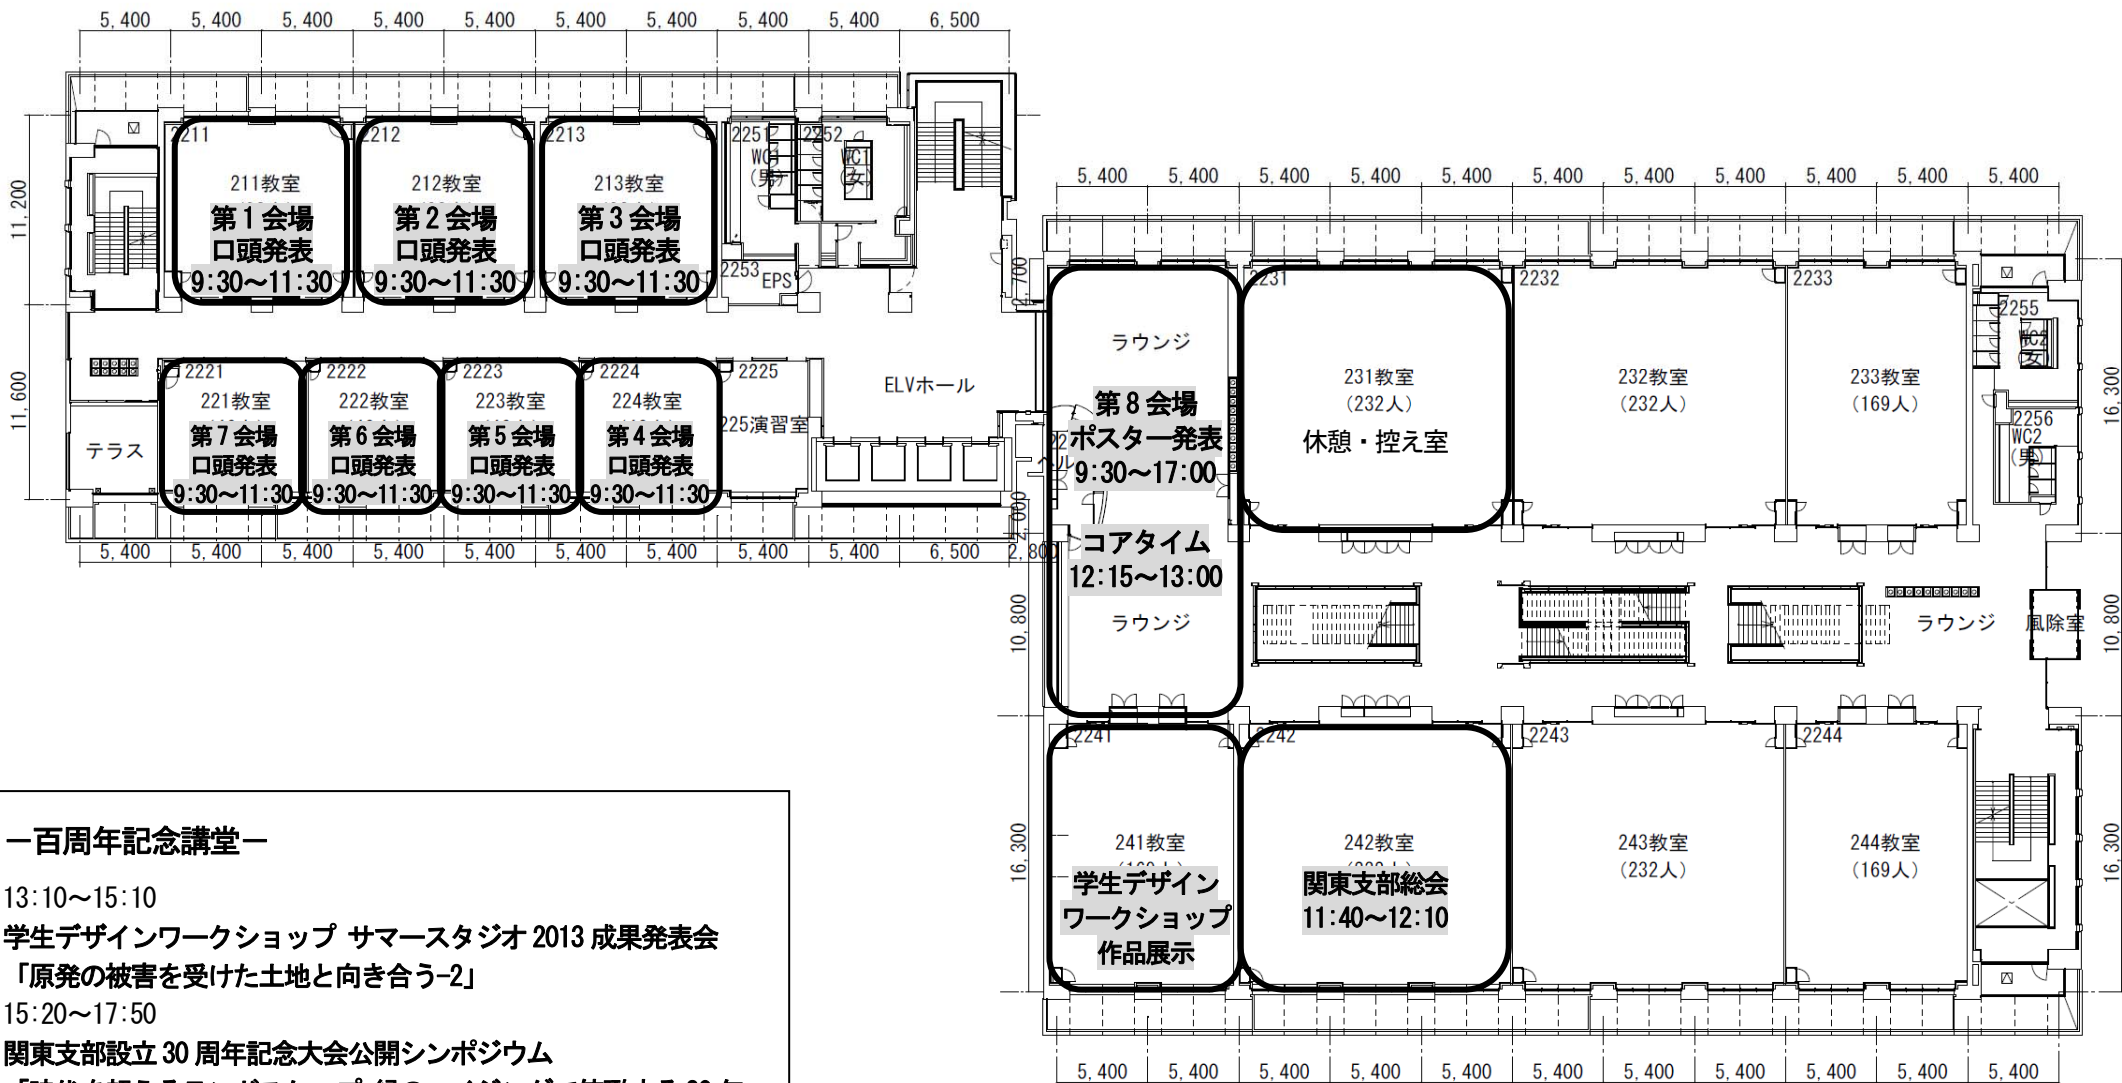 5,400 5,400 5,400 5,400 5,400 5,400 5,400 5,400 5,400 6,500
11,200
11,600
2211
211教室
第1会場
口頭発表
9:30～11:30
2212
212教室
第2会場
口頭発表
9:30～11:30
2213
213教室
第3会場
口頭発表
9:30～11:30
2251
WC1
(男)
2252
WC1
(女)
2253
EPS
テラス
2221
221教室
第7会場
口頭発表
9:30～11:30
2222
222教室
第6会場
口頭発表
9:30～11:30
2223
223教室
第5会場
口頭発表
9:30～11:30
2224
224教室
第4会場
口頭発表
9:30～11:30
2225
225演習室
ELVホール
5,400 5,400 5,400 5,400 5,400 5,400 5,400 5,400 5,400 6,500 2,800
5,400 5,400 5,400 5,400 5,400 5,400 5,400 5,400 5,400 5,400 5,400
2,700
2,000
10,800
16,300
ラウンジ
第8会場
ポスター発表
9:30～17:00
コアタイム
12:15～13:00
ラウンジ
2231
231教室
(232人)
休憩・控え室
2232
232教室
(232人)
2233
233教室
(169人)
2255
WC2
(女)
2256
WC2
(男)
16,300
10,800
16,300
ラウンジ
風除室
2241
241教室
学生デザイン
ワークショップ
作品展示
2242
242教室
関東支部総会
11:40～12:10
2243
243教室
(232人)
2244
244教室
(169人)
5,400 5,400 5,400 5,400 5,400 5,400 5,400 5,400 5,400 5,400 5,400
－百周年記念講堂－
13:10～15:10
学生デザインワークショップ サマースタジオ2013 成果発表会
「原発の被害を受けた土地と向き合う-2」
15:20～17:50
関東支部設立30周年記念大会公開シンポジウム